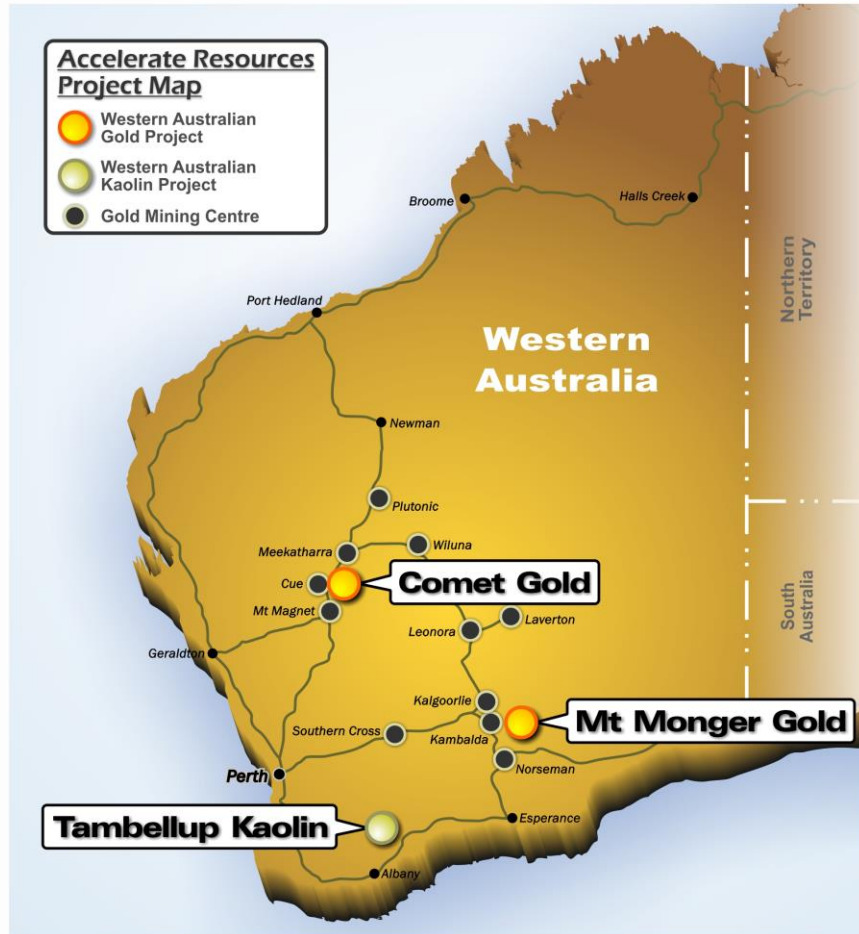 Accelerate Resources
Project Map
Western Australian
Gold Project
Western Australian
Kaolin Project
Gold Mining Centre
Broome
Halls Creek
Northern
Territory
Port Hedland
Western
Australia
Newman
Plutonic
Meekatharra
Wiluna
Cue
Comet Gold
Mt Magnet
Laverton
Leonora
South
Australia
Geraldton
Kalgoorlie
Mt Monger Gold
Southern Cross
Kambalda
Norseman
Perth
Tambellup Kaolin
Esperance
Albany